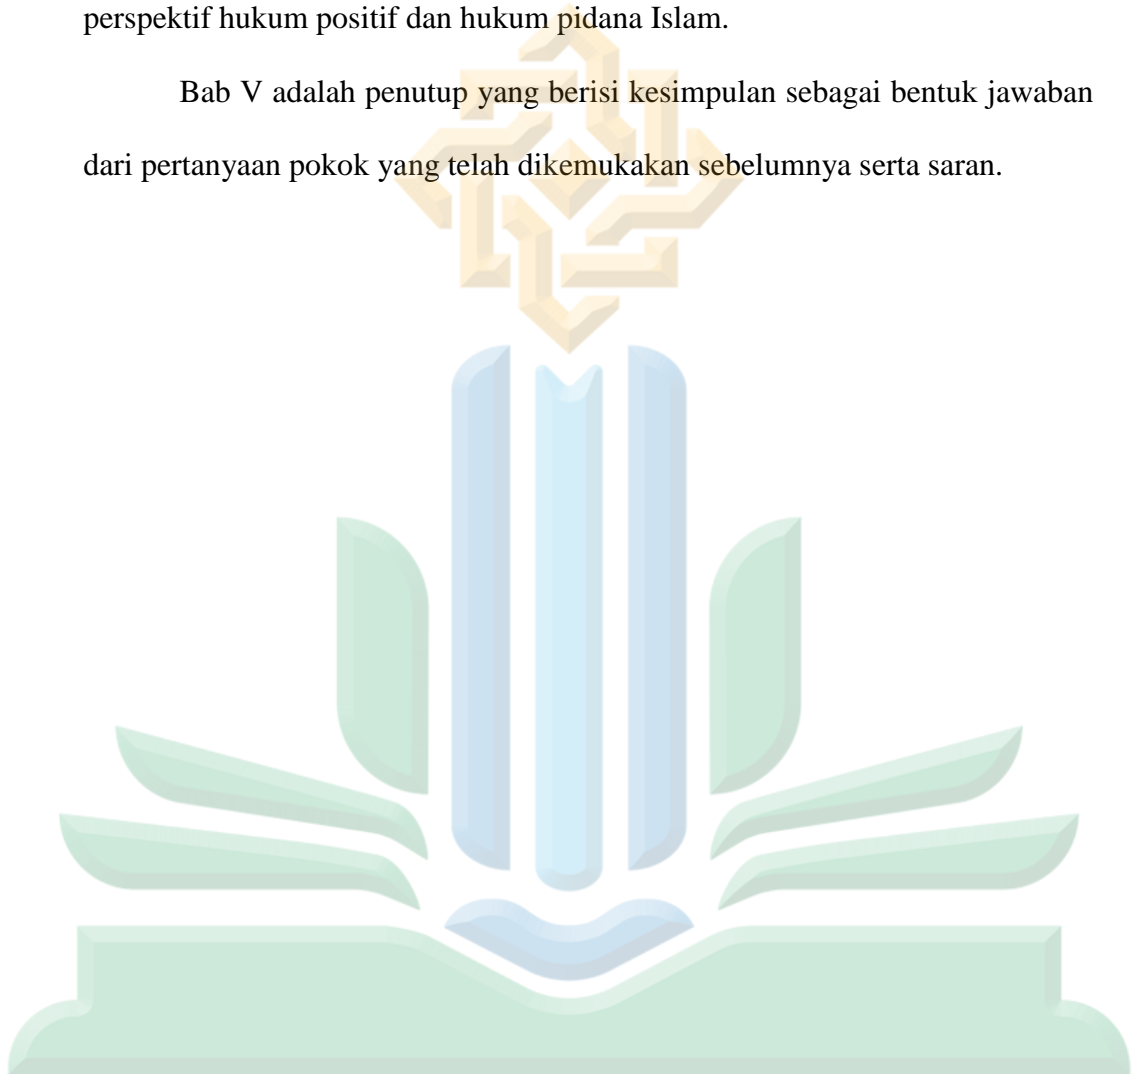 perspektif hukum positif dan hukum pidana Islam.
Bab V adalah penutup yang berisi kesimpulan sebagai bentuk jawaban
dari pertanyaan pokok yang telah dikemukakan sebelumnya serta saran.